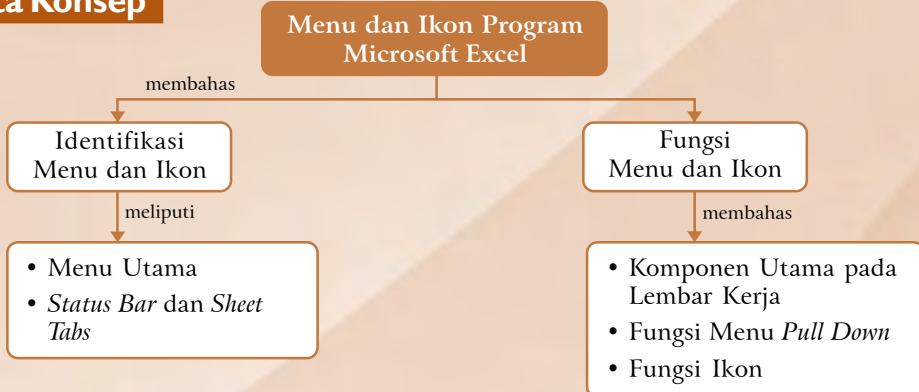 ta Konsep
Menu dan Ikon Program
Microsoft Excel
membahas
Identifikasi
Menu dan Ikon
Fungsi
Menu dan Ikon
meliputi
membahas
• Menu Utama
• Status Bar dan Sheet
Tabs
• Komponen Utama pada
Lembar Kerja
• Fungsi Menu Pull Down
• Fungsi Ikon